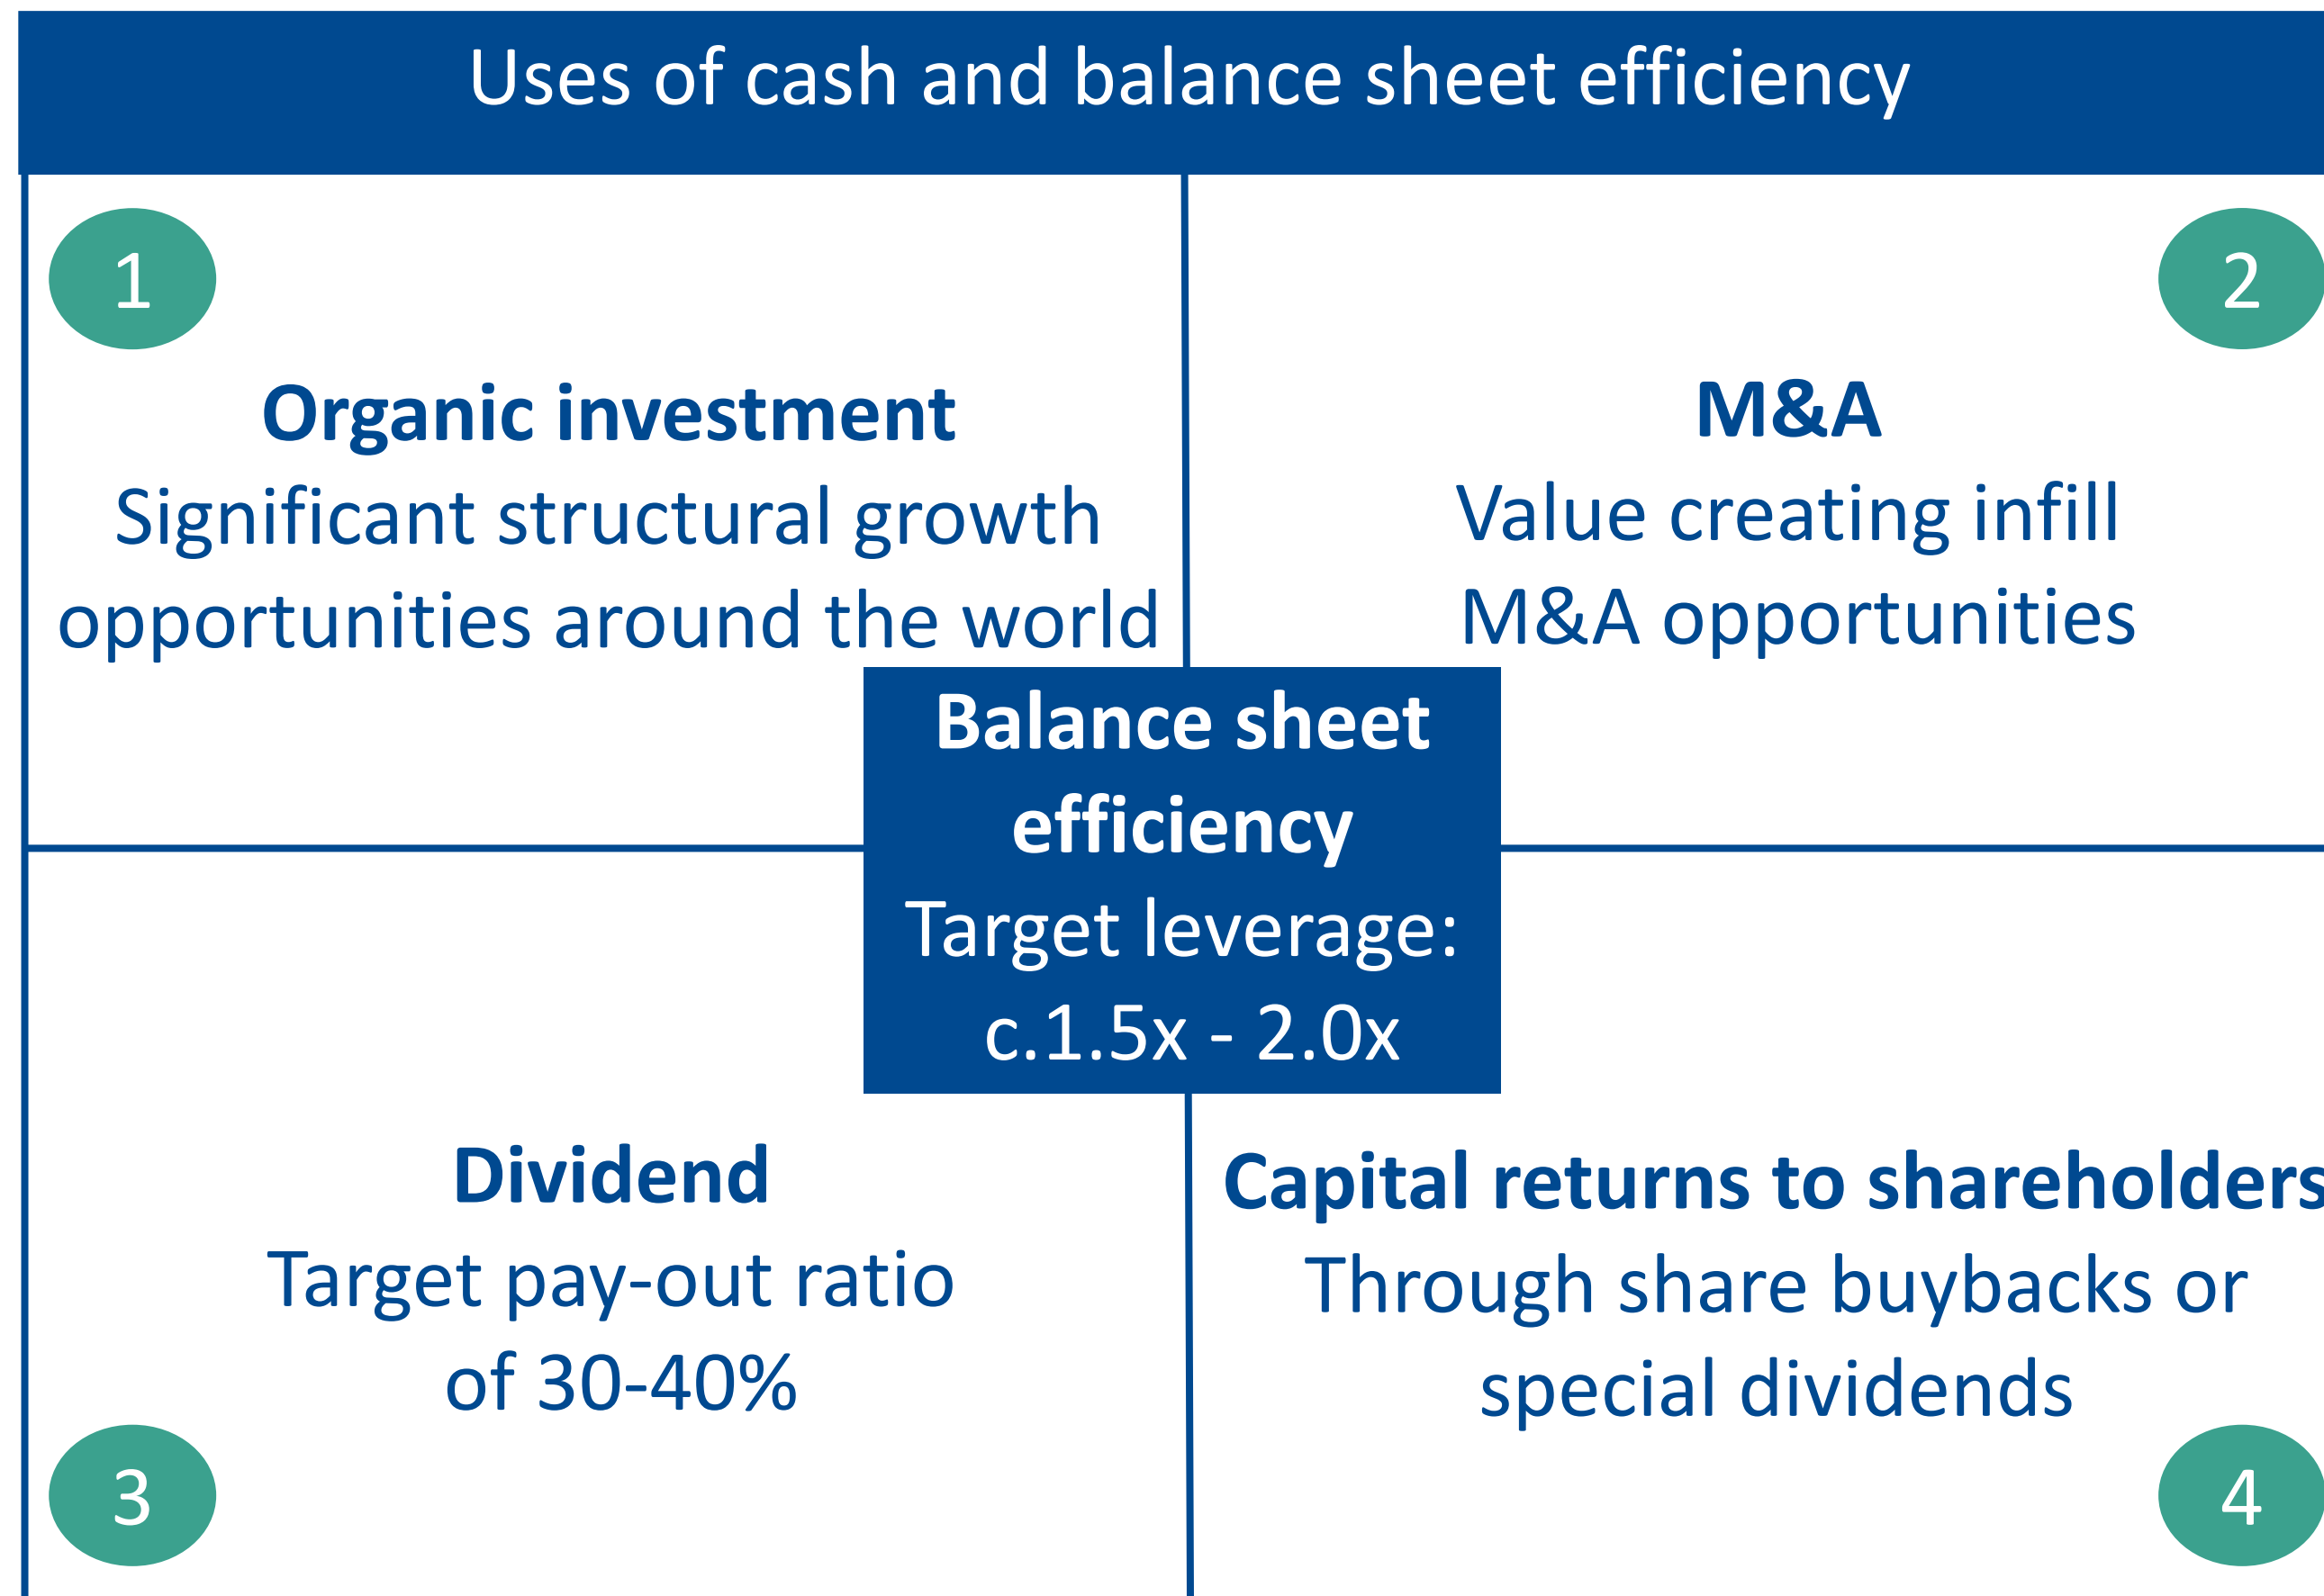 Uses of cash and balance sheet efficiency
1
Organic investment
Significant structural growth
opportunities around the world
2
M&A
Value creating infill
M&A opportunities
Balance sheet
efficiency
Target leverage:
c.1.5x - 2.0x
Dividend
Target pay-out ratio
of 30-40%
3
Capital returns to shareholders
Through share buybacks or
special dividends
4